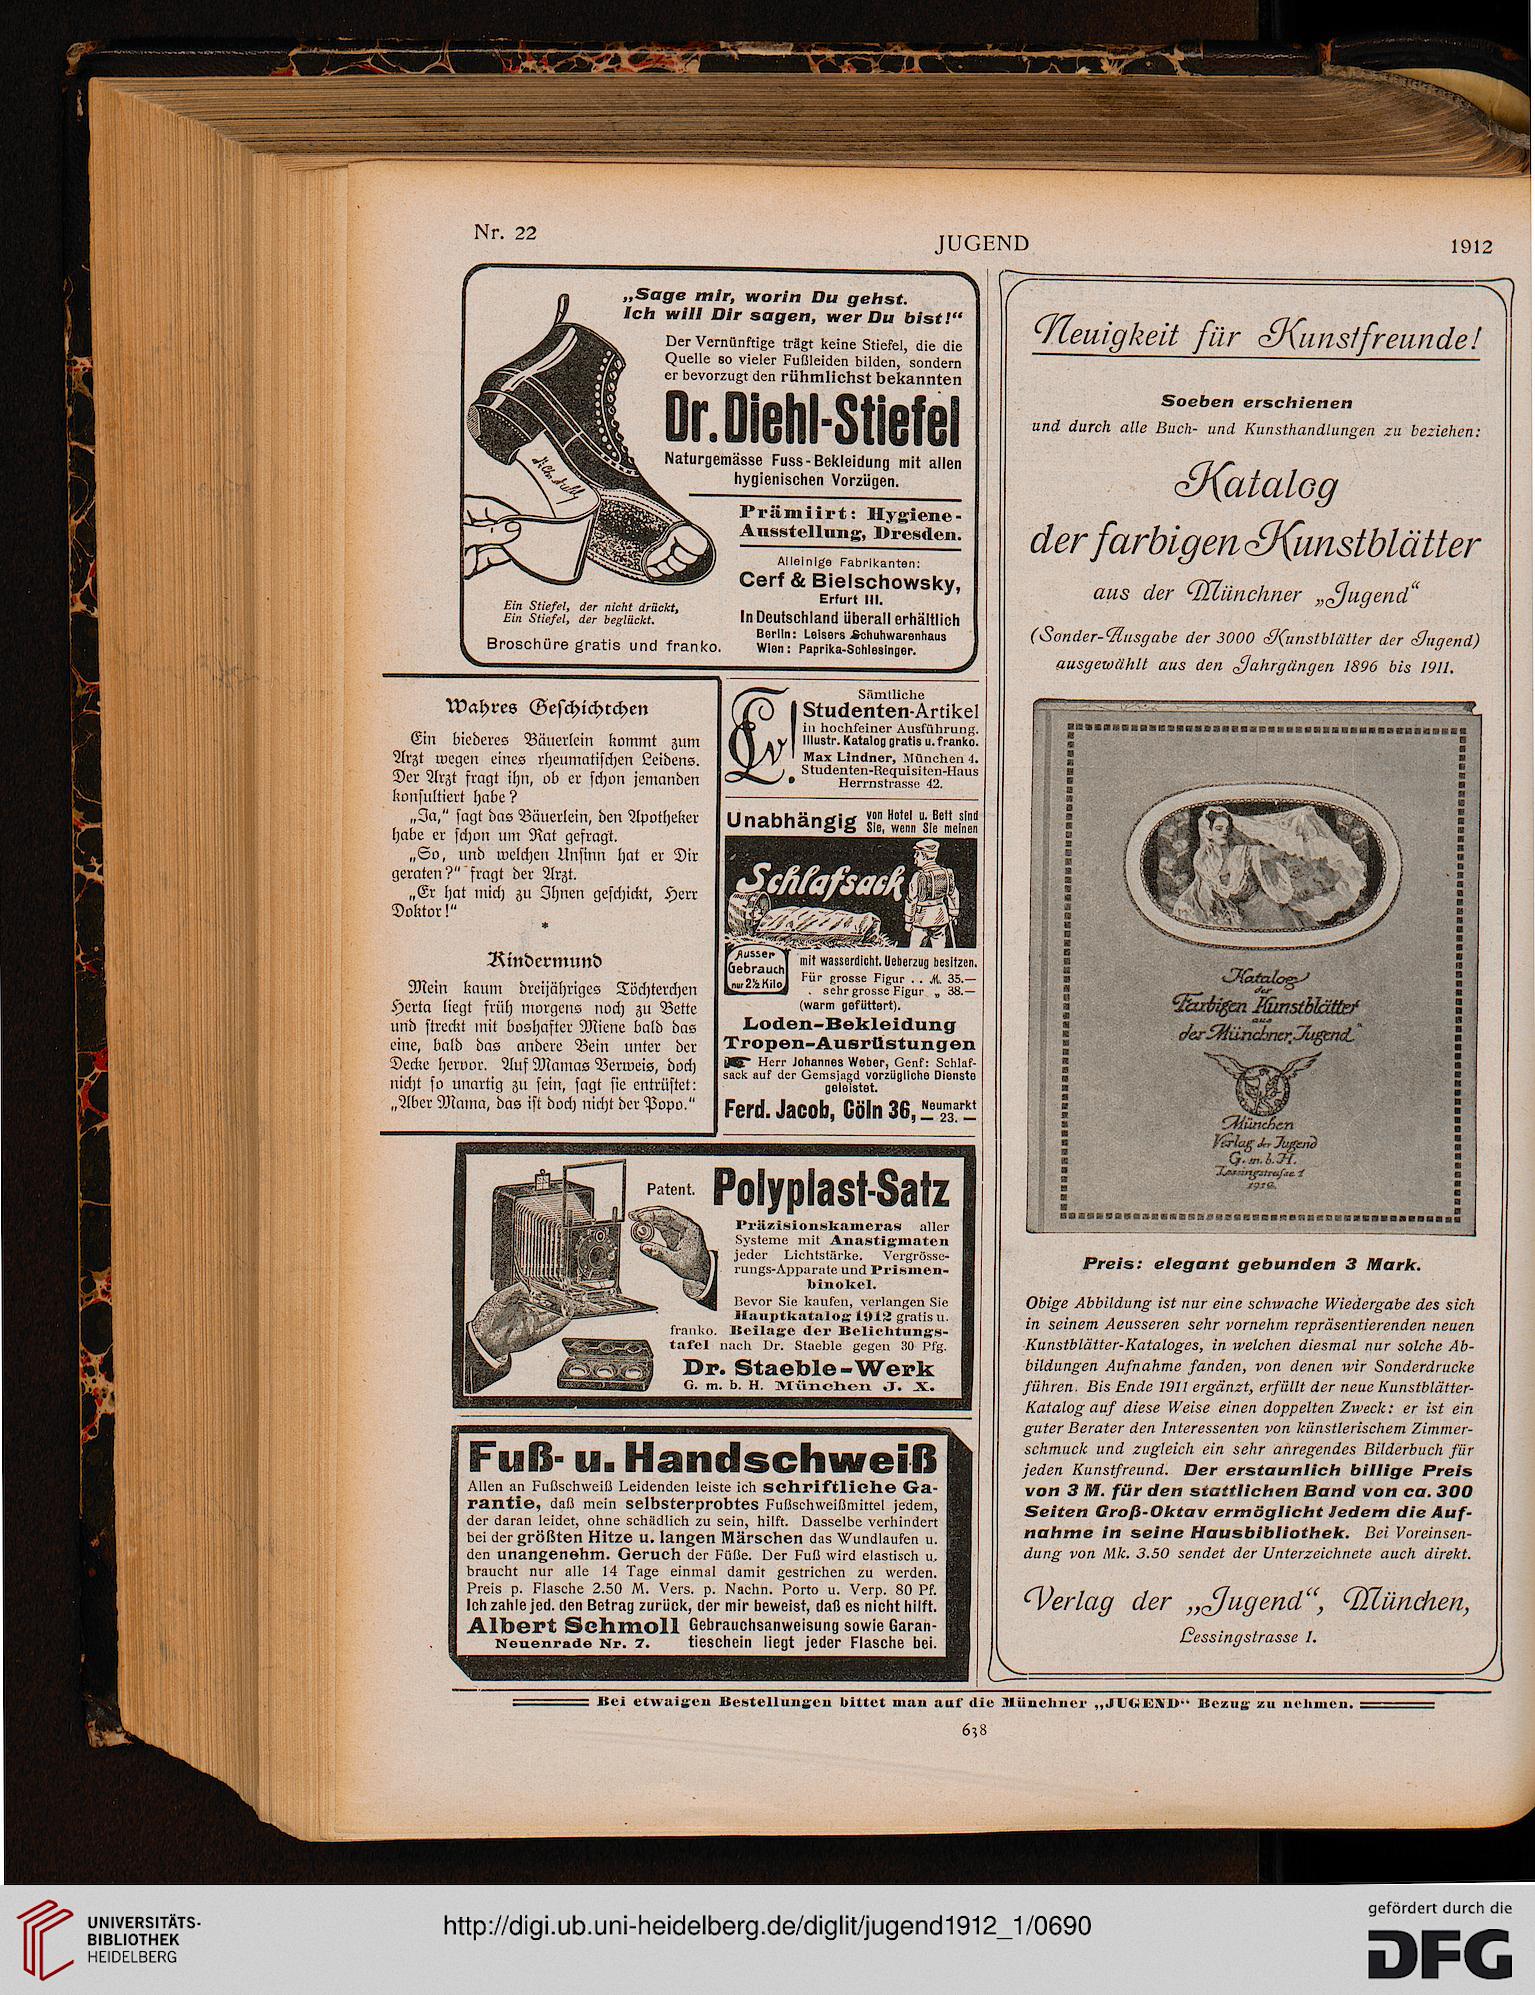 Nr. 22
JUGEND
1912
„Sage mir, worin Du gehst.
Ich will Dir sagen, wer Du bist!“
Der Vernünftige trägt keine Stiefel, die die
Quelle so vieler Fußleiden bilden, sondern
er bevorzugt den rühmlichst bekannten
Dr. Diehl-Stiefel
Naturgemässe Fuss-Bekleidung mit allen
hygienischen Vorzügen.
Prämiirt: Hygiene-
Ausstellung, Dresden.
Alleinige Fabrikanten:
Cerf & Bielschowsky,
Erfurt III.
In Deutschland überall erhältlich
Berlin: Leisers Schuhwarenhaus
Wien: Paprika-Schlesinger.
Ein Stiefel, der nicht drückt,
Ein Stiefel, der beglückt.
Broschüre gratis und franko.
Wahres Geschichtchen
Ein biederes Bäuerlein kommt zum
Arzt wegen eines rheumatischen Leidens.
Der Arzt fragt ihn, ob er schon jemanden
konsultiert habe?
„Ja,“ sagt das Bäuerlein, den Apotheker
habe er schon um Rat gefragt.
„So, und welchen Unsinn hat er Dir
geraten?“ fragt der Arzt.
„Er hat mich zu Ihnen geschickt, Herr
Doktor!“
*
Kindermund
Mein kaum dreijähriges Töchterchen
Herta liegt früh morgens noch zu Bette
und streckt mit boshafter Miene bald das
eine, bald das andere Bein unter der
Decke hervor. Auf Mamas Verweis, doch
nicht so unartig zu sein, sagt sie entrüstet:
„Aber Mama, das ist doch nicht der Popo.“
Sämtliche
Studenten-Artikel
in hochfeiner Ausführung.
Illustr. Katalog gratis u. franko.
Max Lindner, München 4.
Studenten-Requisiten-Haus
Herrnstrasse 42.
Unabhängig von Hotel u. Bett sind
Sie, wenn Sie meinen
Schlafsack
Ausser
Gebrauch
nur 2½ Kilo
mit wasserdicht. Ueberzug besitzen.
Für grosse Figur . . M. 35.—
. sehr grosse Figur „ 38.—
(warm gefüttert).
Loden-Bekleidung
Tropen-Ausrüstungen
Herr Johannes Weber, Genf: Schlaf-
sack auf der Gemsjagd vorzügliche Dienste
geleistet.
Ferd. Jacob, Cöln 36, Neumarkt
— 23. —
Patent.
Polyplast-Satz
Präzisionskameras aller
Systeme mit Anastigmaten
jeder Lichtstärke. Vergrösse-
rungs-Apparate und Prismen-
binokel.
Bevor Sie kaufen, verlangen Sie
Hauptkatalog 1912 gratis u.
franko. Beilage der Belichtungs-
tafel nach Dr. Staeble gegen 30 Pfg.
Dr. Staeble-Werk
G. m. b. H. München J. X.
Fuß- u. Handschweiß
Allen an Fußschweiß Leidenden leiste ich schriftliche Ga-
rantie, daß mein selbsterprobtes Fußschweißmittel jedem,
der daran leidet, ohne schädlich zu sein, hilft. Dasselbe verhindert
bei der größten Hitze u. langen Märschen das Wundlaufen u.
den unangenehm. Geruch der Füße. Der Fuß wird elastisch u.
braucht nur alle 14 Tage einmal damit gestrichen zu werden.
Preis p. Flasche 2.50 M. Vers. p. Nachn. Porto u. Verp. 80 Pf.
Ich zahle jed. den Betrag zurück, der mir beweist, daß es nicht hilft.
Albert Schmoll
Neuenrade Nr. 7.
Gebrauchsanweisung sowie Garan-
tieschein liegt jeder Flasche bei.
Neuigkeit für Kunstfreunde!
Soeben erschienen
und durch alle Buch- und Kunsthandlungen zu beziehen:
Katalog
der farbigen Kunstblätter
aus der Münchner „Jugend“
(Sonder-Ausgabe der 3000 Kunstblätter der Jugend)
ausgewählt aus den Jahrgängen 1896 bis 1911.
Katalog
der
Farbigen Kunstblätter
aus
der Münchner „Jugend“
München
Verlag der Jugend
G. m. b. H.
Lessingstrasse 1
Preis: elegant gebunden 3 Mark.
Obige Abbildung ist nur eine schwache Wiedergabe des sich
in seinem Aeusseren sehr vornehm repräsentierenden neuen
Kunstblätter-Kataloges, in welchen diesmal nur solche Ab-
bildungen Aufnahme fanden, von denen wir Sonderdrucke
führen. Bis Ende 1911 ergänzt, erfüllt der neue Kunstblätter-
Katalog auf diese Weise einen doppelten Zweck: er ist ein
guter Berater den Interessenten von künstlerischem Zimmer-
schmuck und zugleich ein sehr anregendes Bilderbuch für
jeden Kunstfreund. Der erstaunlich billige Preis
von 3 M. für den stattlichen Band von ca. 300
Seiten Groß-Oktav ermöglicht Jedem die Auf-
nahme in seine Hausbibliothek. Bei Voreinsen-
dung von Mk. 3.50 sendet der Unterzeichnete auch direkt.
Verlag der „Jugend“, München,
Lessingstrasse 1.
Bei etwaigen Bestellungen bittet man auf die Münchner „JUGEND“ Bezug zu nehmen.
638
UNIVERSITÄTS-
BIBLIOTHEK
HEIDELBERG
http://digi.ub.uni-heidelberg.de/diglit/jugend1912_1/0690
gefördert durch die
DFG